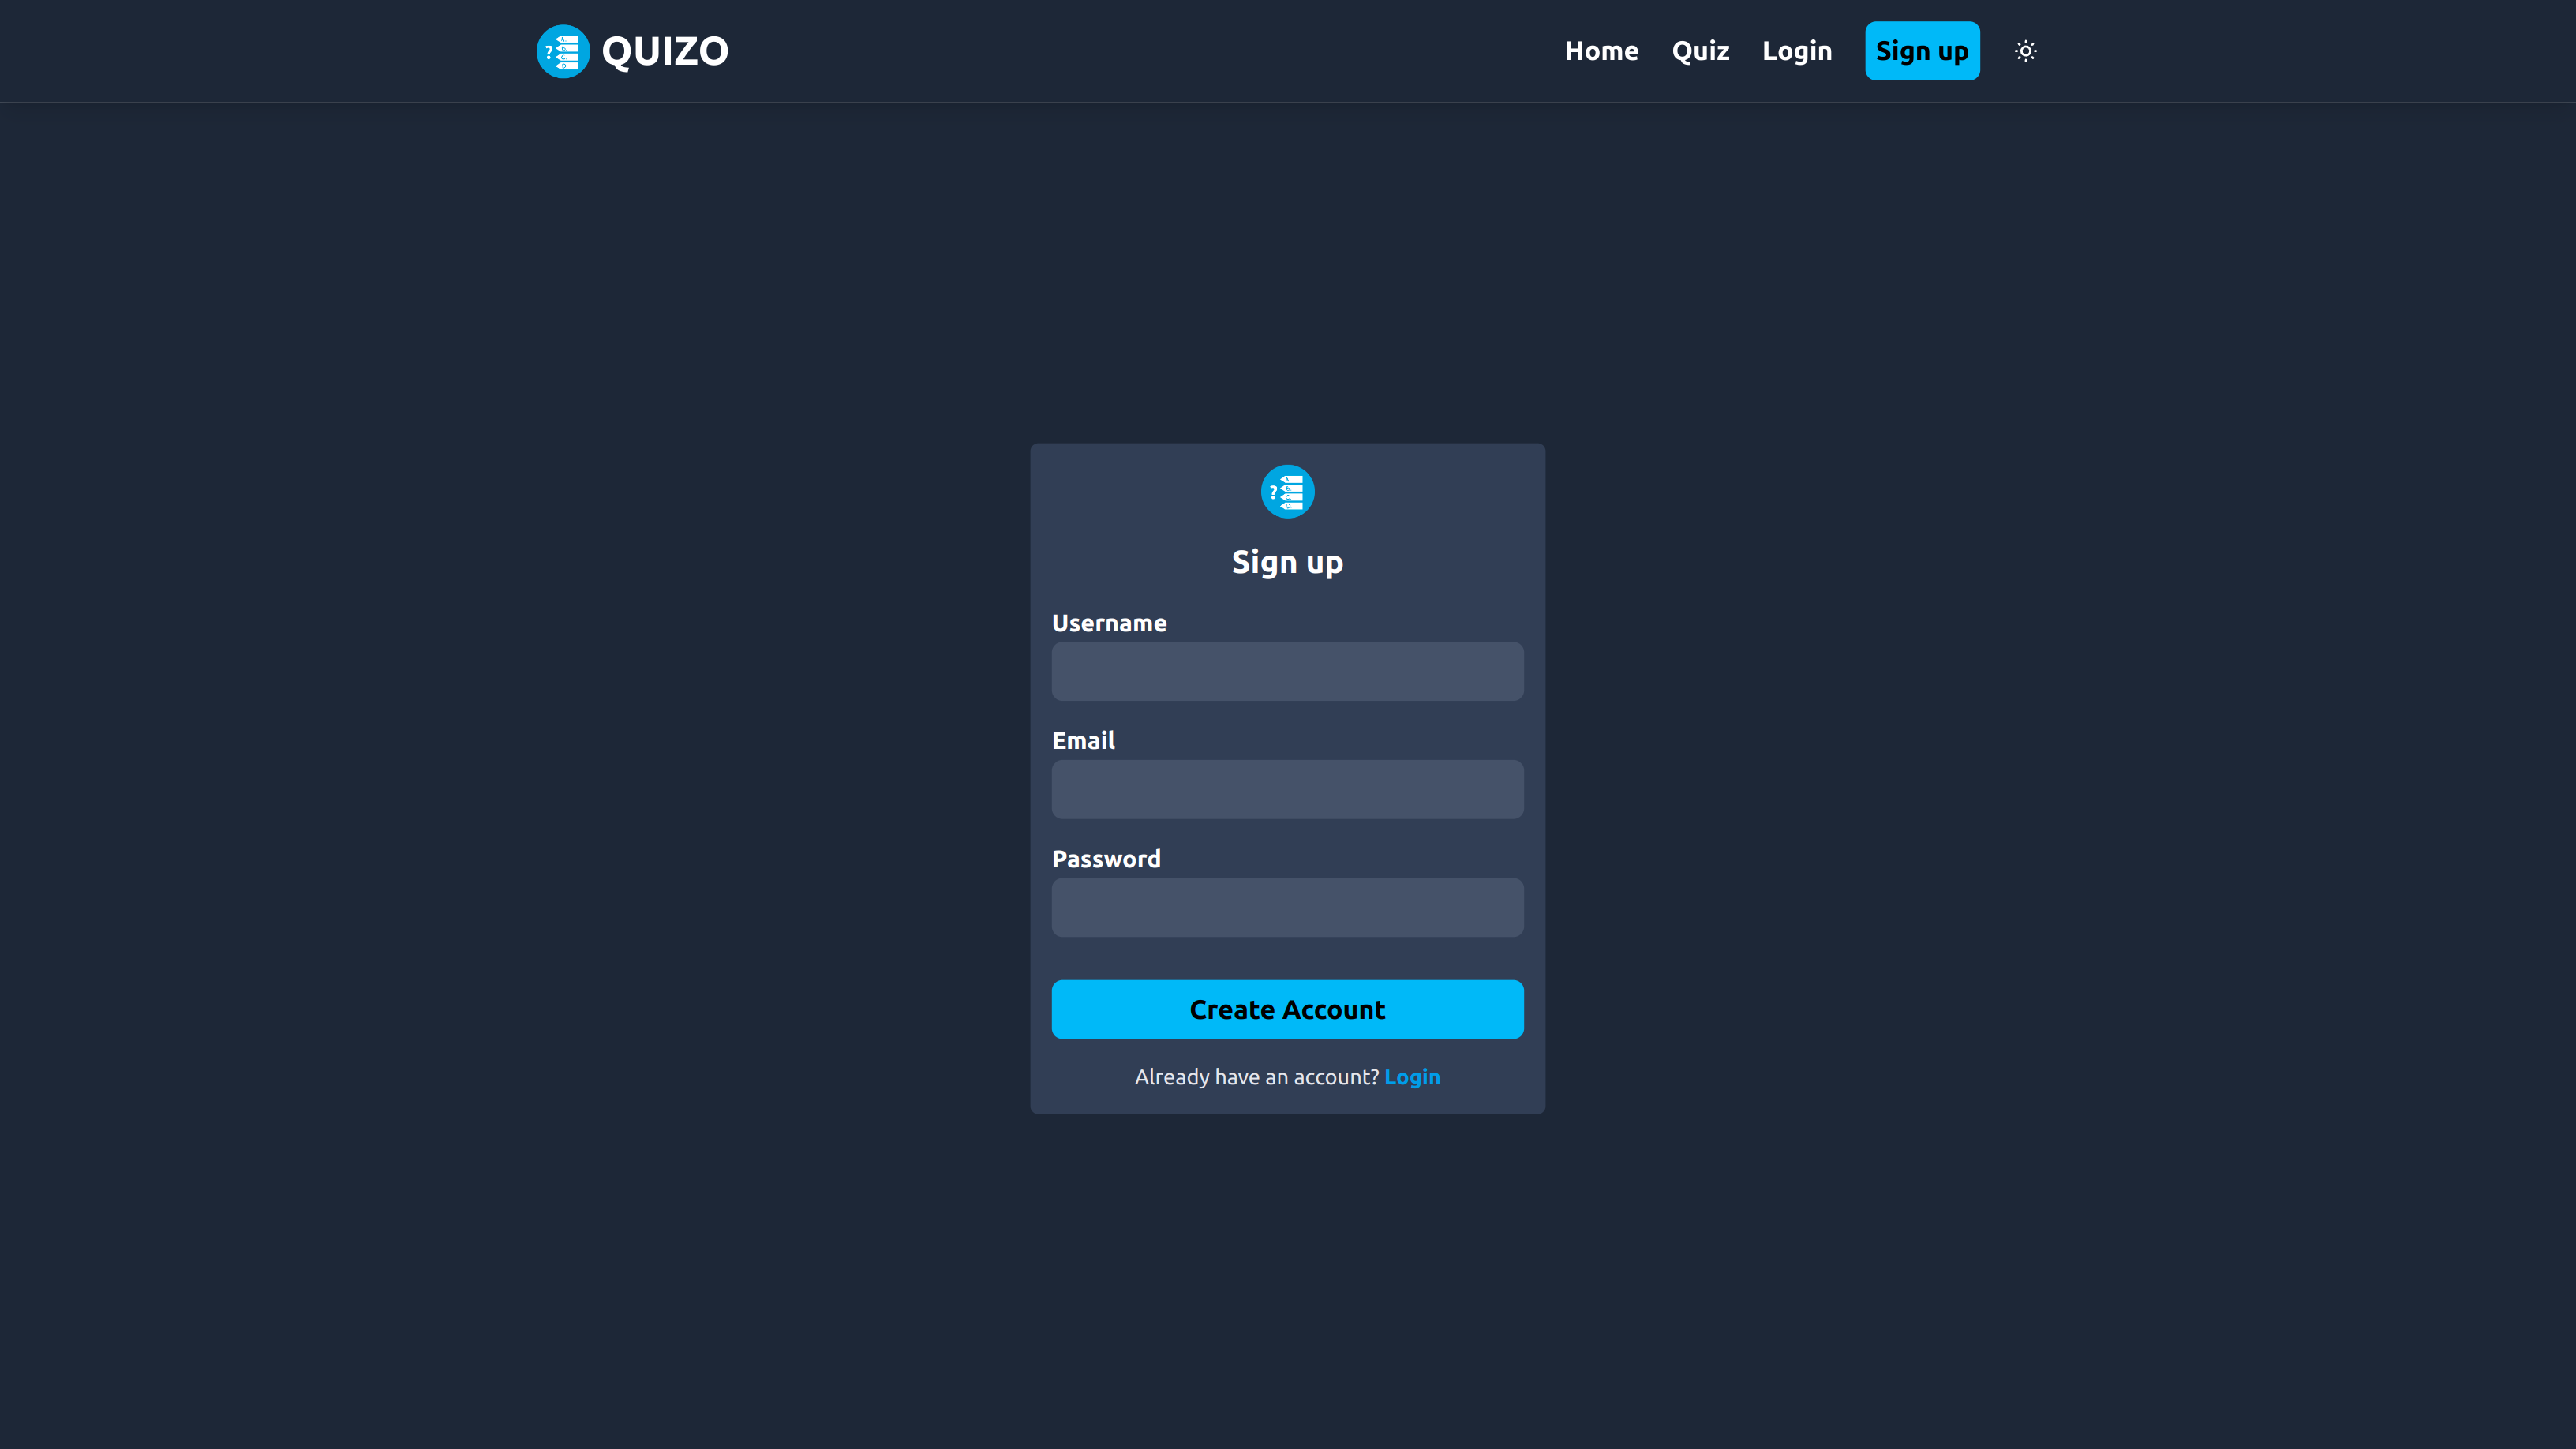 QUIZO
Home Quiz Login Sign up
Sign up
Username
Email
Password
Create Account
Already have an account? Login